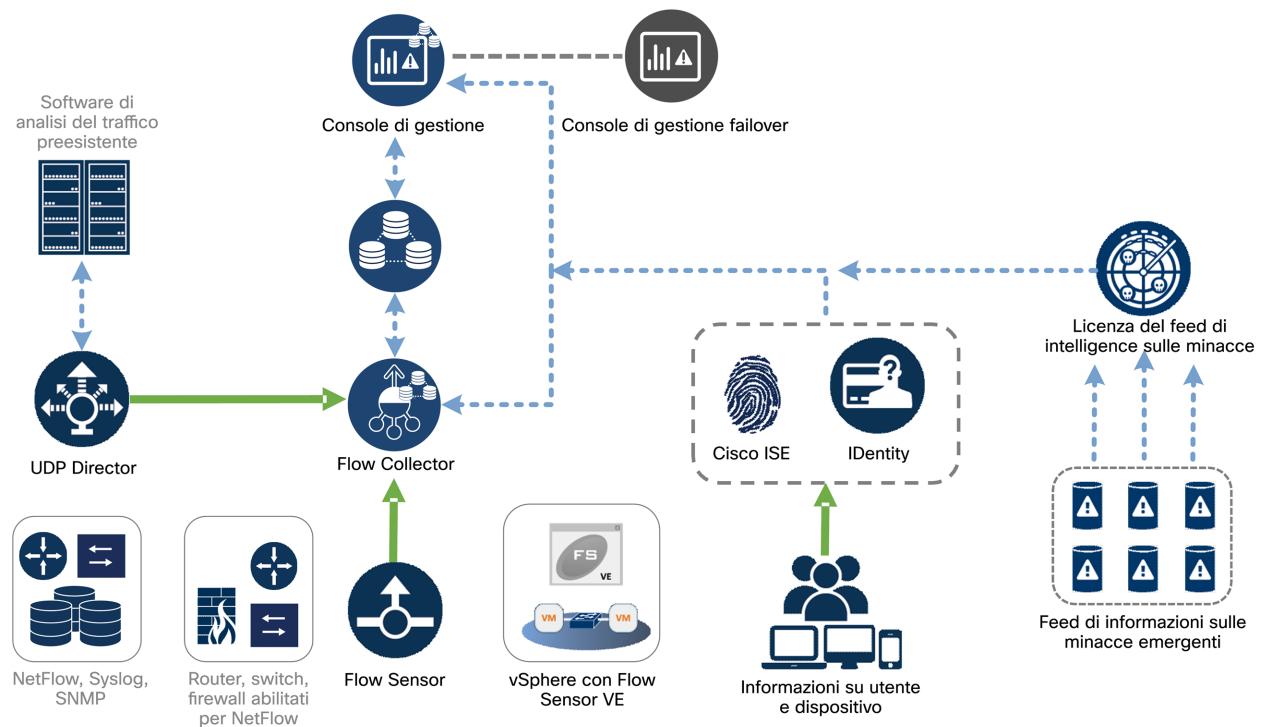 Console di gestione
Console di gestione failover
Software di
analisi del traffico
preesistente
Licenza del feed di
intelligence sulle minacce
UDP Director
Flow Collector
Cisco ISE
IDentity
?
FS
VE
VM
VM
NetFlow, Syslog,
SNMP
Router, switch,
firewall abilitati
per NetFlow
Flow Sensor
vSphere con Flow
Sensor VE
Informazioni su utente
e dispositivo
Feed di informazioni sulle
minacce emergenti